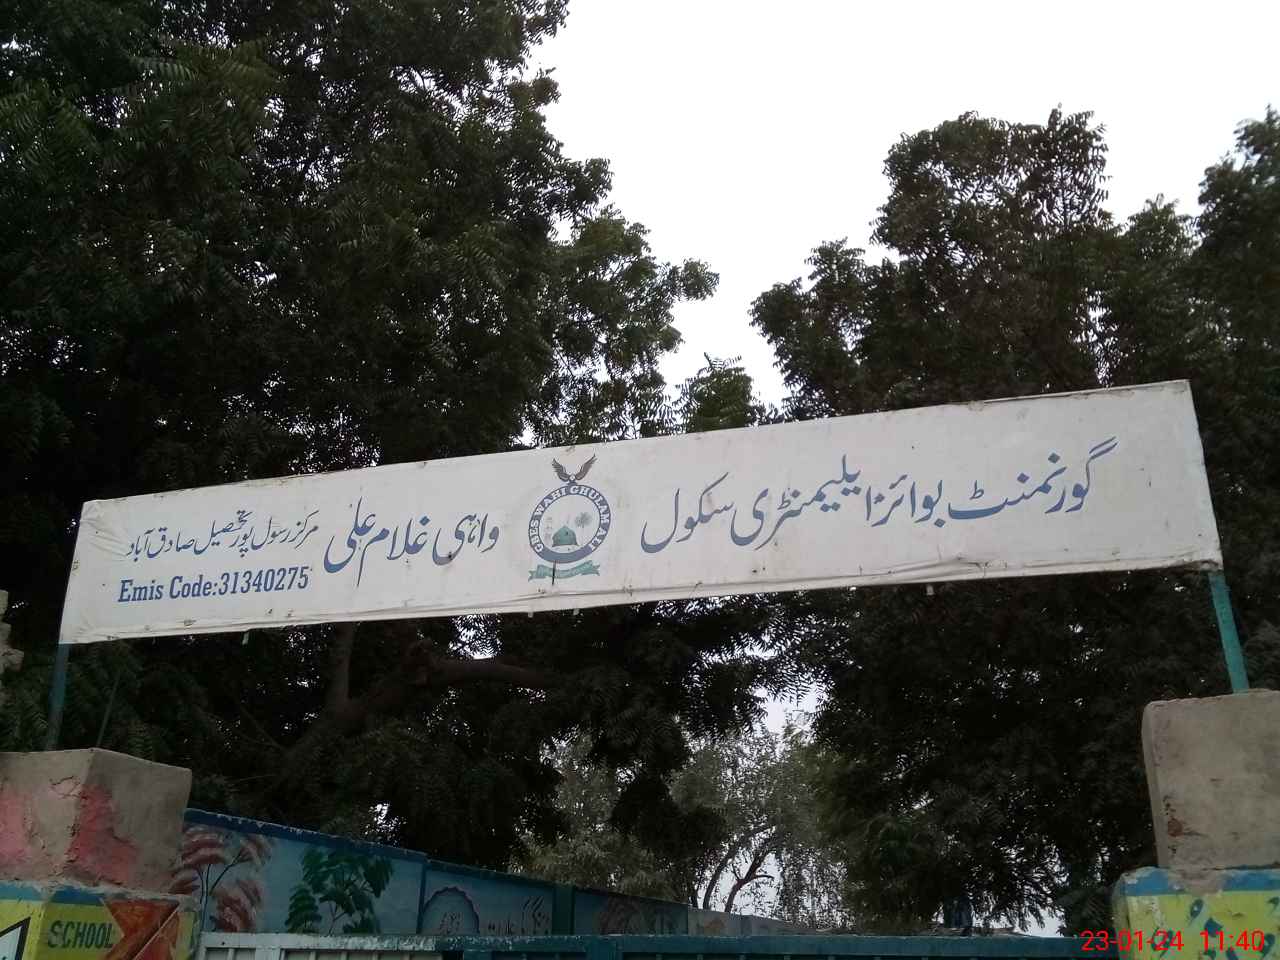 گورنمنٹ بوائز ایلیمنٹری سکول
GBES WAHI GHULAM ALI
واہی غلام علی
مرکز رسول پور تحصیل صادق آباد
Emis Code:31340275
SCHOOL
23-01-24 11:40